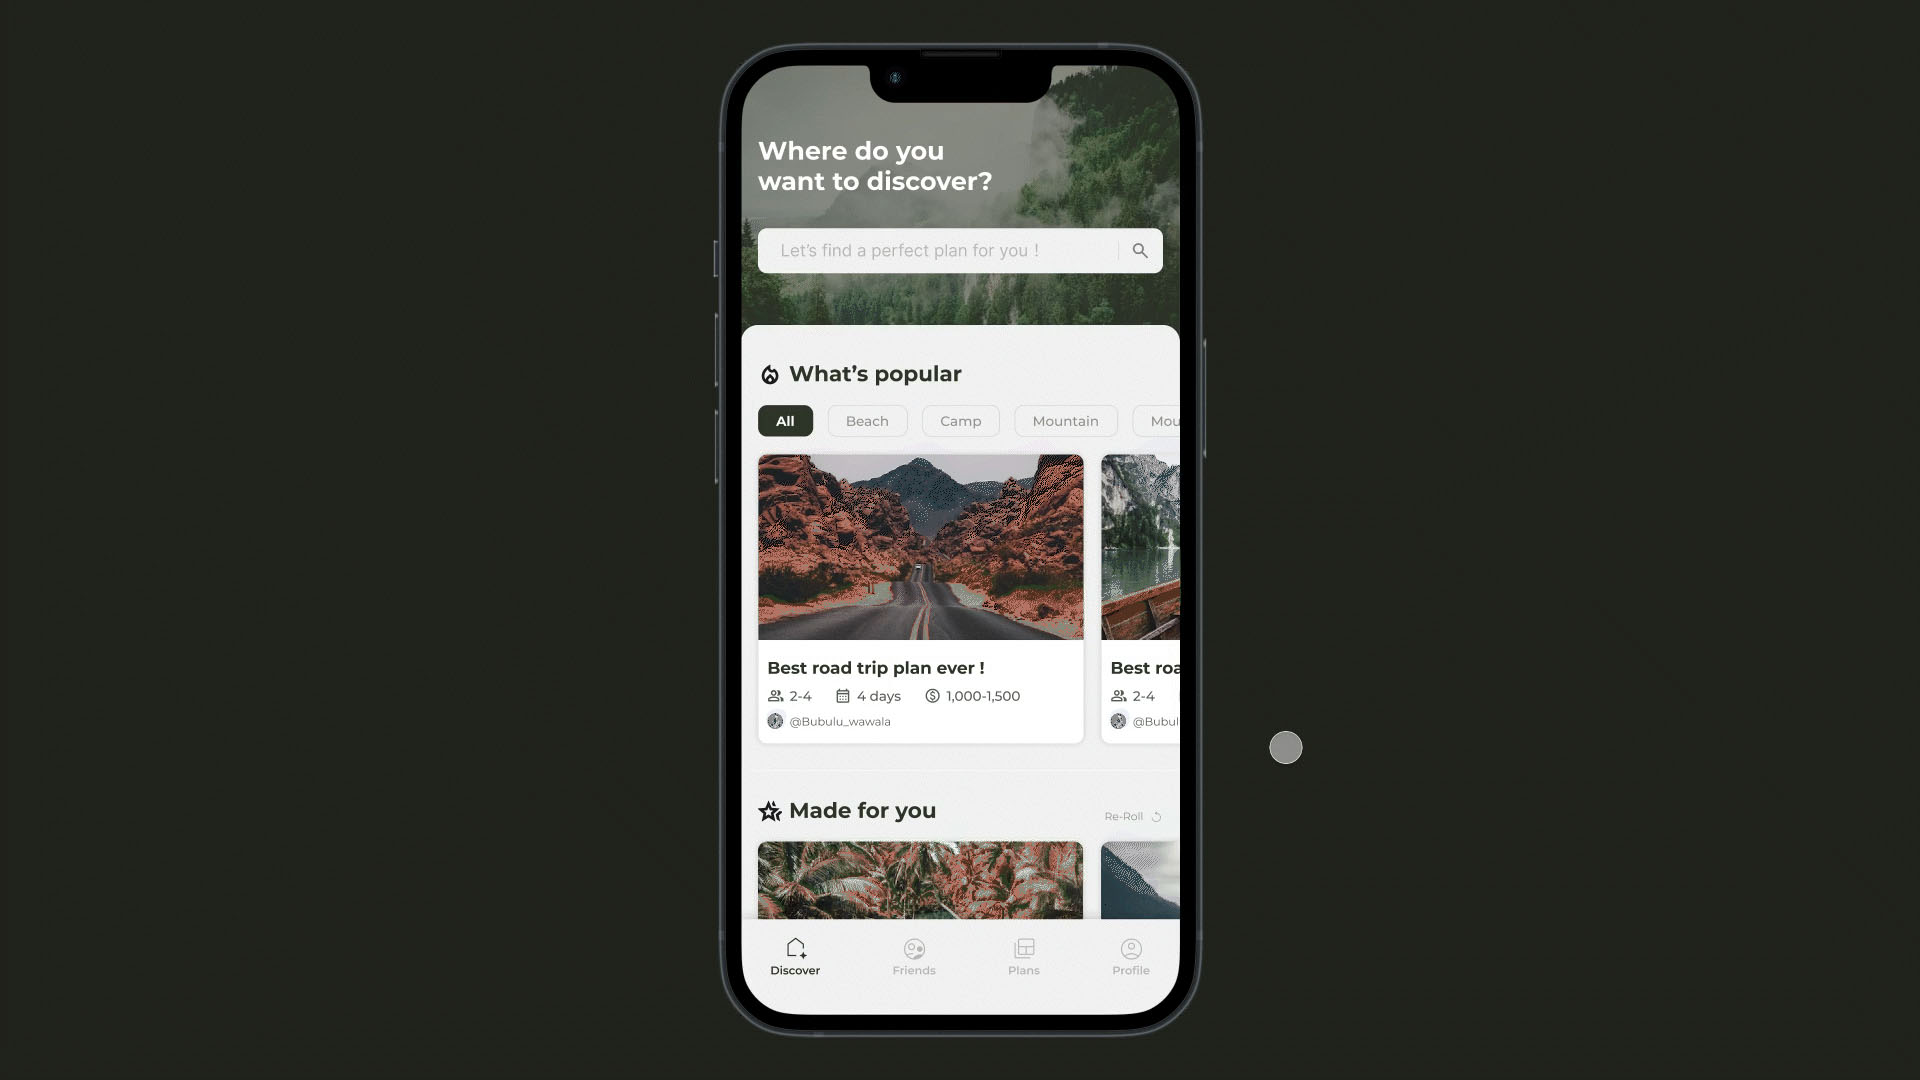 Where do you
want to discover?
Let's find a perfect plan for you !
What's popular
All Beach Camp Mountain Mou
Best road trip plan ever ! Best roa
2-4 4 days 1,000-1,500 2-4
@Bubulu_wawala @Bubul
Made for you Re-Roll
Discover Friends Plans Profile